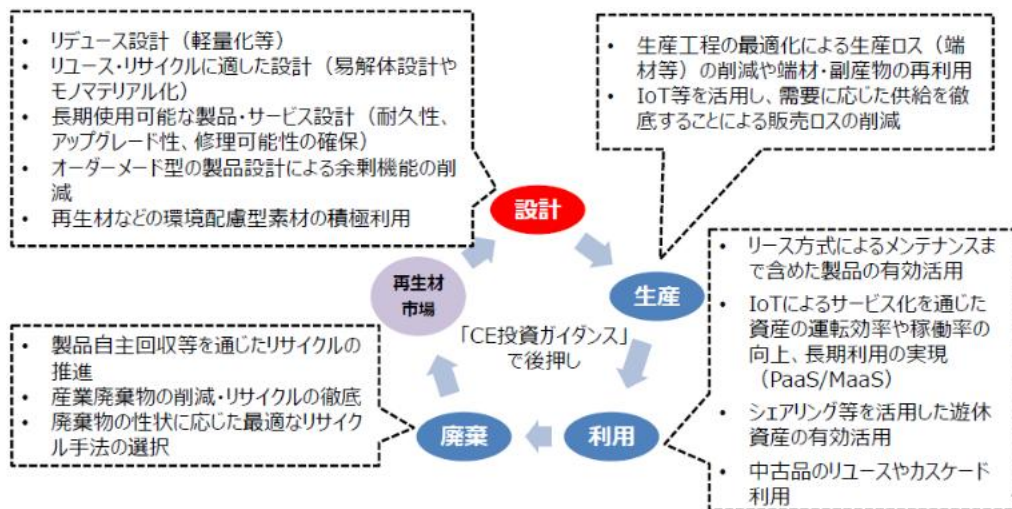 • リデュース設計（軽量化等）
• リユース・リサイクルに適した設計（易解体設計や
モノマテリアル化）
• 長期使用可能な製品・サービス設計（耐久性、
アップグレード性、修理可能性の確保）
• オーダーメード型の製品設計による余剰機能の削
減
• 再生材などの環境配慮型素材の積極利用
• 生産工程の最適化による生産ロス（端
材等）の削減や端材・副産物の再利用
• IoT等を活用し、需要に応じた供給を徹
底することによる販売ロスの削減
設計
生産
• リース方式によるメンテナンスま
で含めた製品の有効活用
• IoTによるサービス化を通じた
資産の運転効率や稼働率の
向上、長期利用の実現
（PaaS/MaaS）
• シェアリング等を活用した遊休
資産の有効活用
• 中古品のリユースやカスケード
利用
再生材
市場
「CE投資ガイダンス」
で後押し
• 製品自主回収等を通じたリサイクルの
推進
• 産業廃棄物の削減・リサイクルの徹底
• 廃棄物の性状に応じた最適なリサイク
ル手法の選択
廃棄
利用